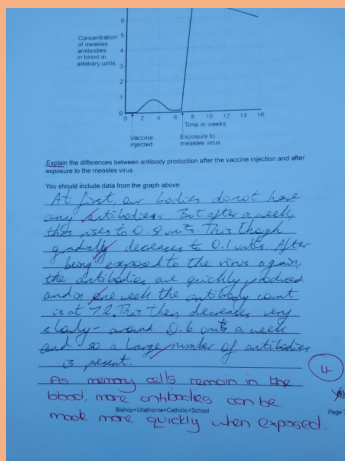 Concentration
of measles
antibodies
in blood in
arbitrary units
6
5
4
3
2
1
0
0 2 4 6 8 10 12 14 16
Time in weeks
Vaccine
injected
Exposure to
measles virus
Explain the differences between antibody production after the vaccine injection and after
exposure to the measles virus.
You should include data from the graph above
At first, our bodies do not have
any antibodies. But after a week
this rises to 0.8 units. This though
gradually decreases to 0.1 units. After
being exposed to the virus again,
the antibodies are quickly produced
and in one week the antibody count
is at 7.2. This then decreases very
slowly - around 0.6 units a week
and so a large number of antibodies
is present.
4
As memory cells remain in the
blood, more antibodies can be
made more quickly when exposed.
Bishop+Ullathorne+Catholic+School
Page